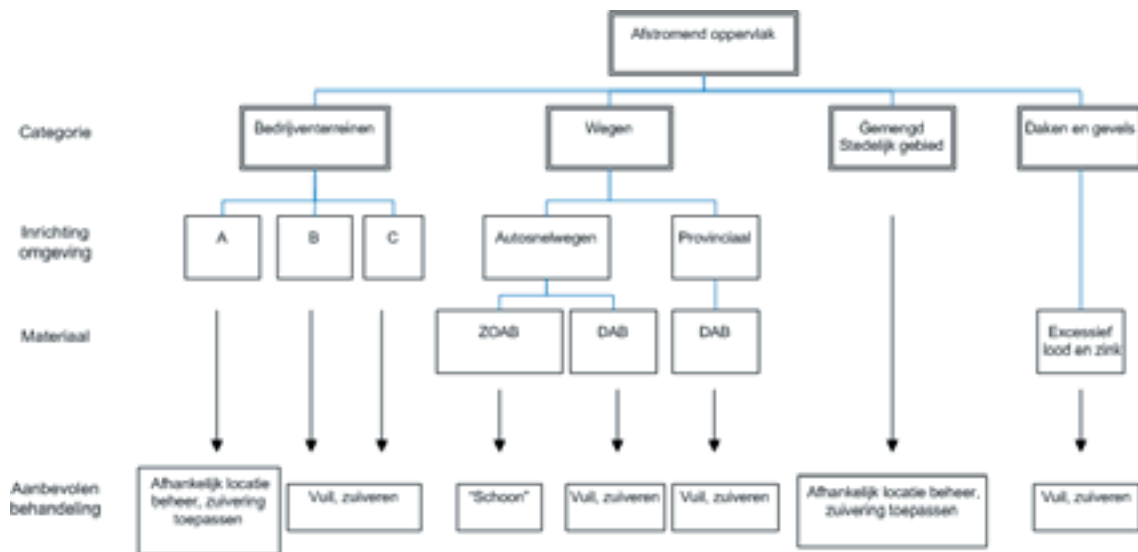 Afstromend oppervlak
Categorie
Bedrijventerreinen
Wegen
Gemengd
Stedelijk gebied
Daken en gevels
Inrichting
omgeving
A
B
C
Autosnelwegen
Provinciaal
Materiaal
ZOAB
DAB
DAB
Excessief
lood en zink
Aanbevolen
behandeling
Afhankelijk locatie
beheer, zuivering
toepassen
Vuil, zuiveren
"Schoon"
Vuil, zuiveren
Vuil, zuiveren
Afhankelijk locatie beheer,
zuivering toepassen
Vuil, zuiveren